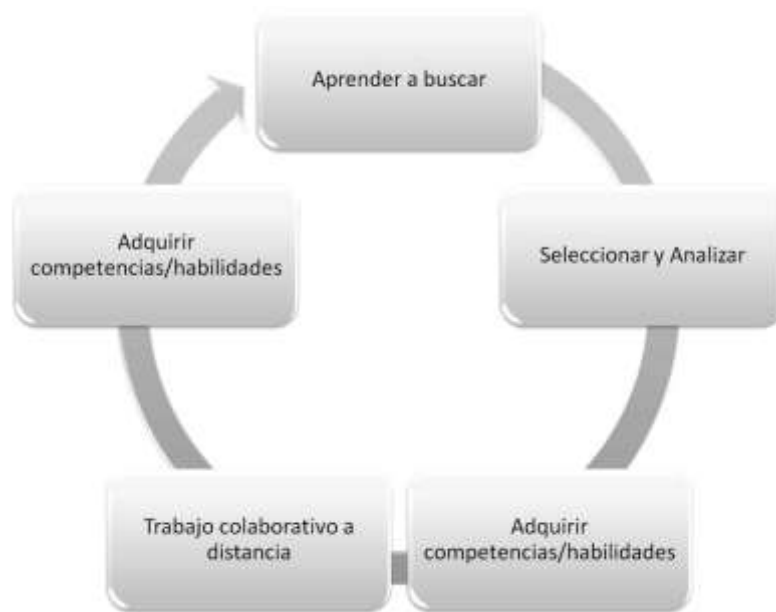 Aprender a buscar
Seleccionar y Analizar
Adquirir
competencias/habilidades
Trabajo colaborativo a
distancia
Adquirir
competencias/habilidades